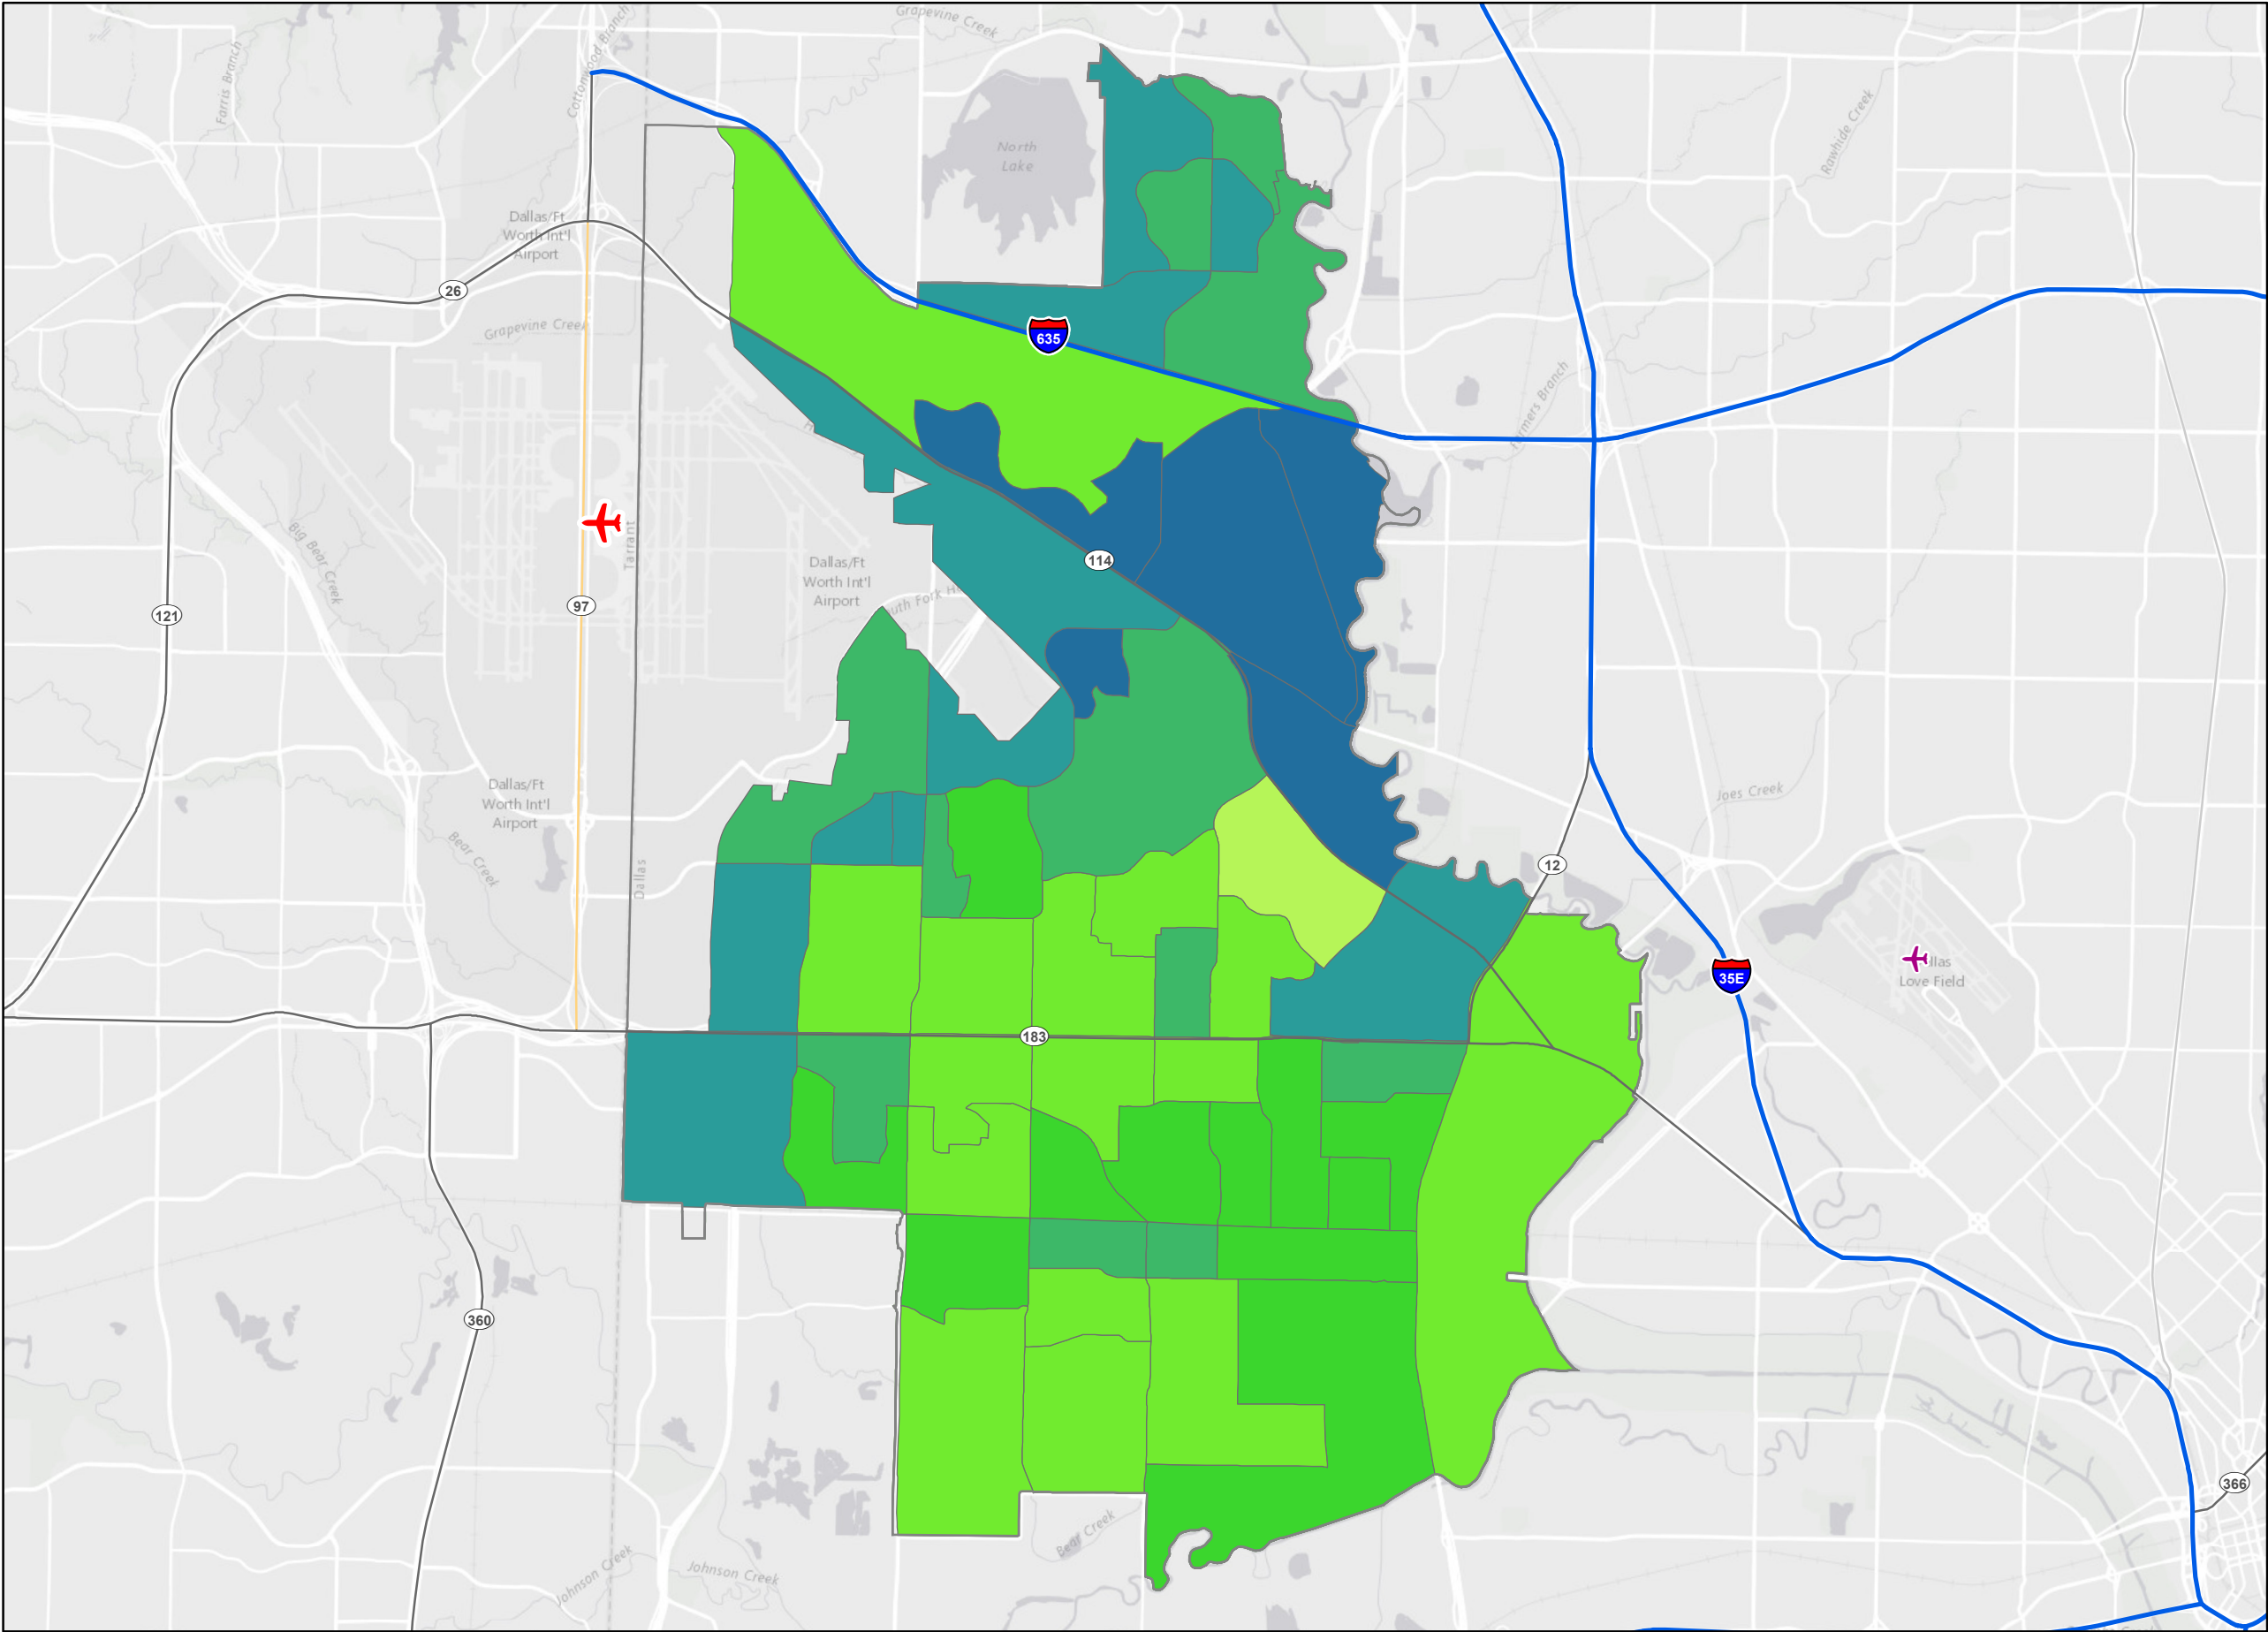 Grapevine Creek
Cottonwood Branch
Farris Branch
Rawhide Creek
North
Lake
Dallas/Ft
Worth Int'l
Airport
26
Grapevine Creek
635
Farmers Branch
114
Big Bear Creek
Tarrant
Dallas/Ft
Worth Int'l
Airport
97
121
Dallas/Ft
Worth Int'l
Airport
Joes Creek
Bear Creek
Dallas
12
35E
Love Field
183
360
366
Bear Creek
Johnson Creek
Johnson Creek